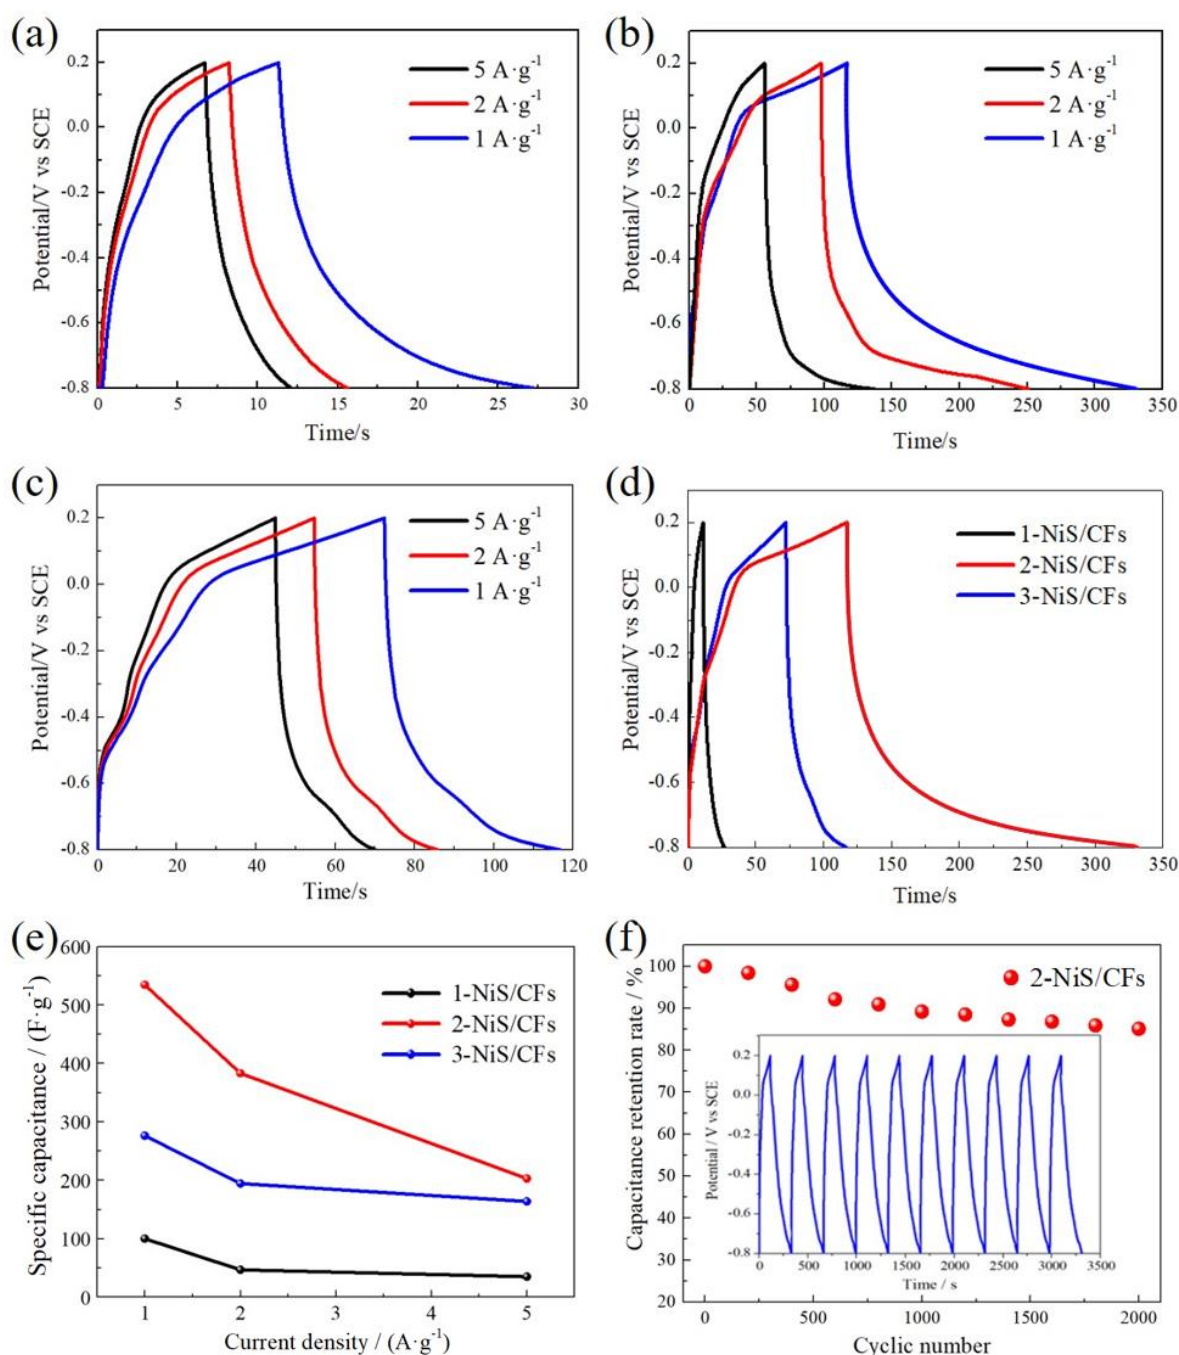 (a)
5 A·g⁻¹
2 A·g⁻¹
1 A·g⁻¹
0.2
0.0
-0.2
-0.4
-0.6
-0.8
Potential/V vs SCE
0 5 10 15 20 25 30
Time/s
(b)
5 A·g⁻¹
2 A·g⁻¹
1 A·g⁻¹
0.2
0.0
-0.2
-0.4
-0.6
-0.8
Potential/V vs SCE
0 50 100 150 200 250 300 350
Time/s
(c)
5 A·g⁻¹
2 A·g⁻¹
1 A·g⁻¹
0.2
0.0
-0.2
-0.4
-0.6
-0.8
Potential/V vs SCE
0 20 40 60 80 100 120
Time/s
(d)
1-NiS/CFs
2-NiS/CFs
3-NiS/CFs
0.2
0.0
-0.2
-0.4
-0.6
-0.8
Potential/V vs SCE
0 50 100 150 200 250 300 350
Time/s
(e)
1-NiS/CFs
2-NiS/CFs
3-NiS/CFs
600
500
400
300
200
100
0
Specific capacitance / (F·g⁻¹)
1 2 3 4 5
Current density / (A·g⁻¹)
(f)
2-NiS/CFs
100
90
80
85
70
60
50
40
30
20
Capacitance retention rate / %
0.2
0.0
-0.2
-0.4
-0.6
-0.8
Potential / V vs SCE
0 500 1000 1500 2000 2500 3000 3500
Time / s
0 500 1000 1500 2000
Cyclic number